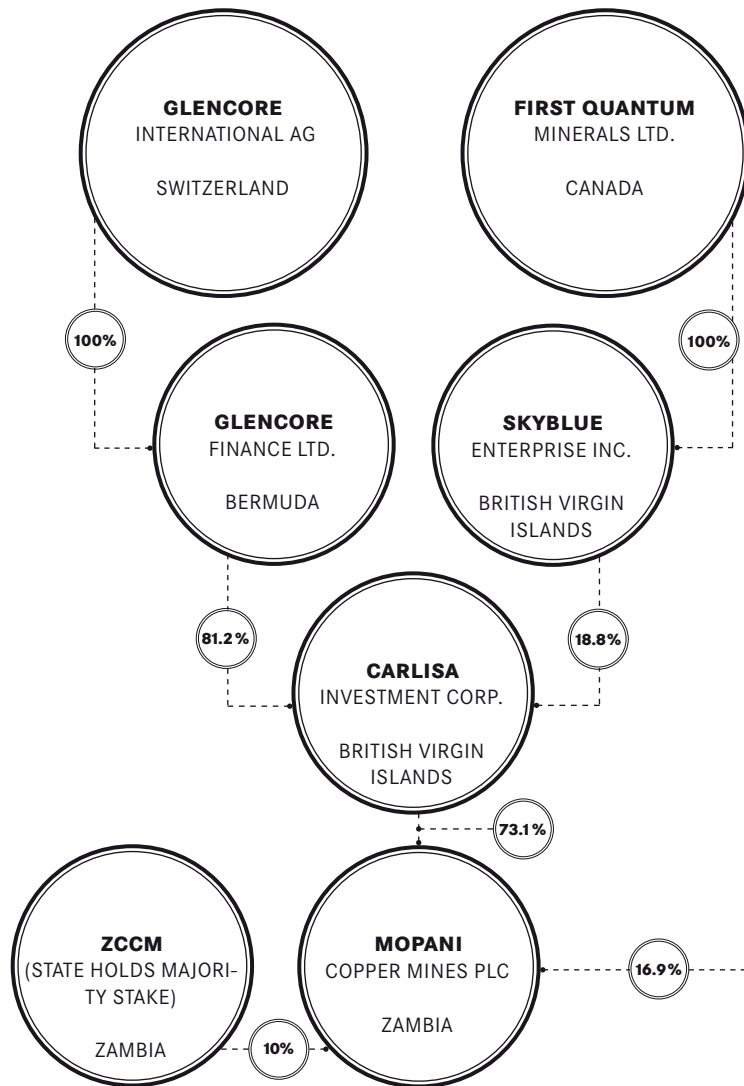 GLENCORE
INTERNATIONAL AG
SWITZERLAND
FIRST QUANTUM
MINERALS LTD.
CANADA
100%
100%
GLENCORE
FINANCE LTD.
BERMUDA
SKYBLUE
ENTERPRISE INC.
BRITISH VIRGIN
ISLANDS
81.2%
18.8%
CARLISA
INVESTMENT CORP.
BRITISH VIRGIN
ISLANDS
73.1%
ZCCM
(STATE HOLDS MAJORI-
TY STAKE)
ZAMBIA
MOPANI
COPPER MINES PLC
ZAMBIA
16.9%
10%